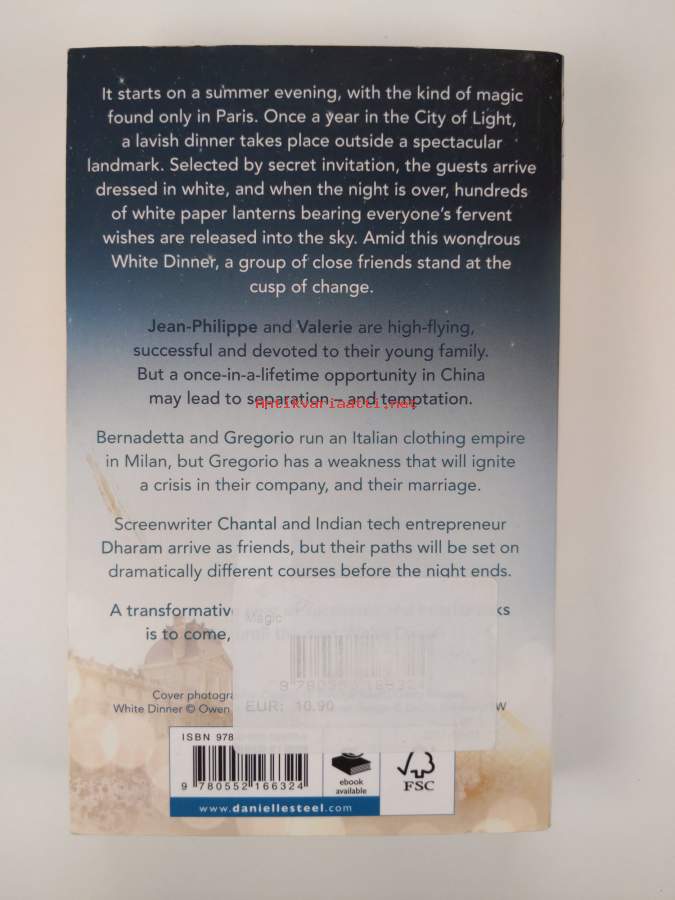 It starts on a summer evening, with the kind of magic
found only in Paris. Once a year in the City of Light,
a lavish dinner takes place outside a spectacular
landmark. Selected by secret invitation, the guests arrive
dressed in white, and when the night is over, hundreds
of white paper lanterns bearing everyone's fervent
wishes are released into the sky. Amid this wondrous
White Dinner, a group of close friends stand at the
cusp of change.
Jean-Philippe and Valerie are high-flying,
successful and devoted to their young family.
But a once-in-a-lifetime opportunity in China
may lead to separation – and temptation.
Antikvariaatti.net
Bernadetta and Gregorio run an Italian clothing empire
in Milan, but Gregorio has a weakness that will ignite
a crisis in their company, and their marriage.
Screenwriter Chantal and Indian tech entrepreneur
Dharam arrive as friends, but their paths will be set on
dramatically different courses before the night ends.
A transformativ
is to come,
Magic
EUR: 10.90
Cover photogra
White Dinner © Owen
ISBN 978
9 780552 166324
ebook
available
FSC
www.daniellesteel.com